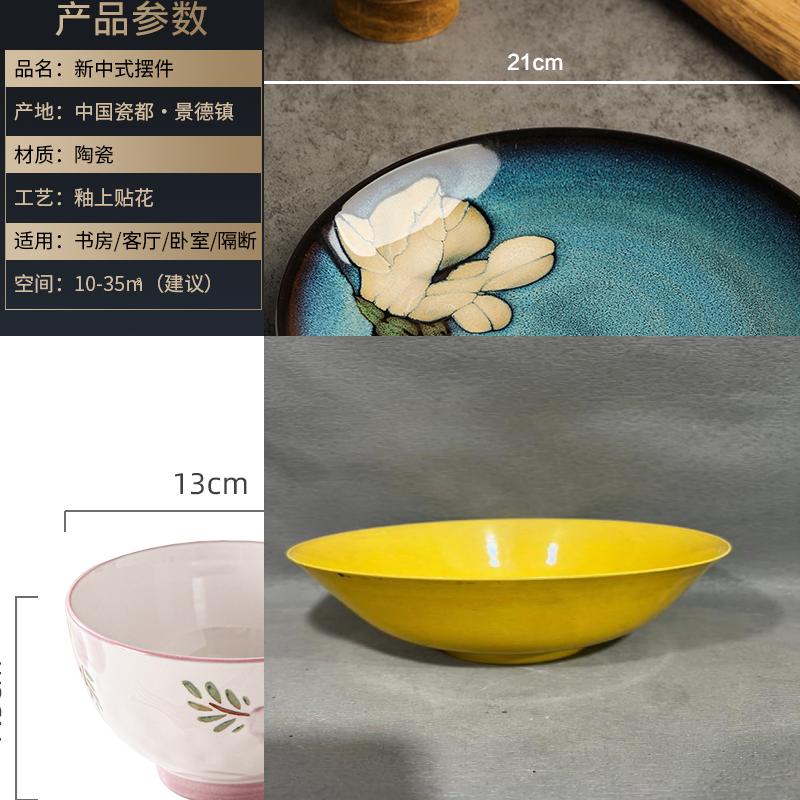 产品参数
品名：新中式摆件
产地：中国瓷都·景德镇
材质：陶瓷
工艺：釉上贴花
适用：书房/客厅/卧室/隔断
空间：10-35㎡（建议）
21cm
13cm